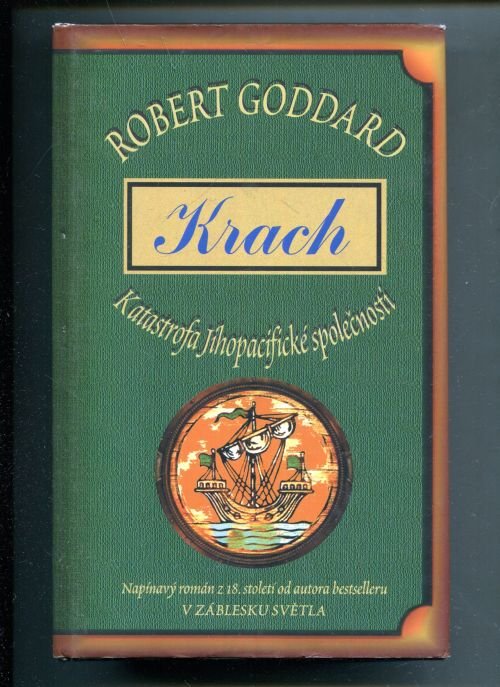 ROBERT GODDARD
Krach
Katastrofa Jihopacifické společnosti
Napínavý román z 18. století od autora bestselleru
V ZÁBLESKU SVĚTLA